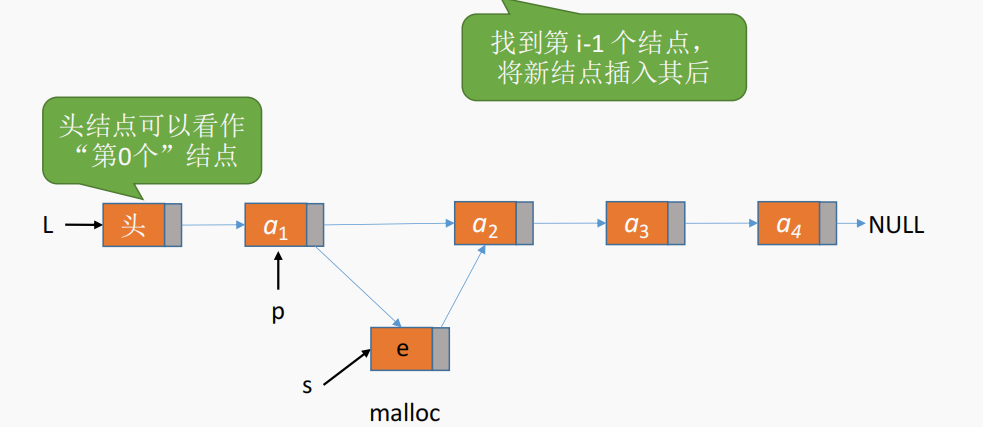 找到第 i-1 个结点，
将新结点插入其后
头结点可以看作
“第0个”结点
L 头 a1 a2 a3 a4 NULL
p
e
s
malloc